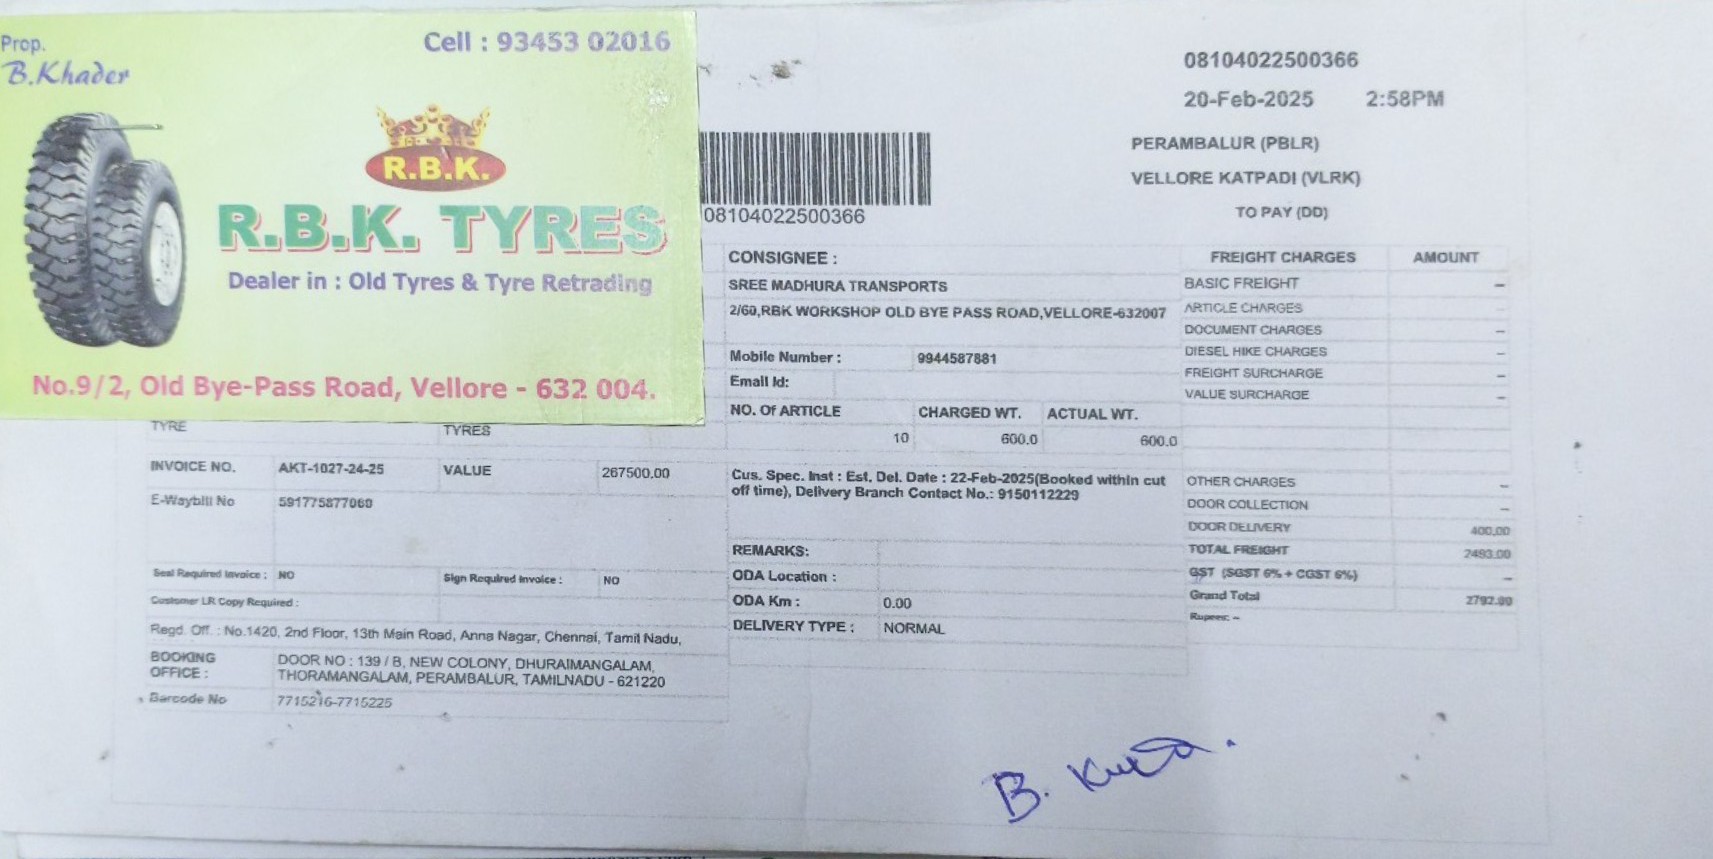 Prop.
B.Khader
Cell : 93453 02016
R.B.K.
R.B.K. TYRES
Dealer in : Old Tyres & Tyre Retrading
No.9/2, Old Bye-Pass Road, Vellore - 632 004.
08104022500366
20-Feb-2025 2:58PM
PERAMBALUR (PBLR)
VELLORE KATPADI (VLRK)
TO PAY (DD)
08104022500366
CONSIGNEE :
SREE MADHURA TRANSPORTS
2/60,RBK WORKSHOP OLD BYE PASS ROAD,VELLORE-632007
Mobile Number : 9944587881
Email Id:
NO. Of ARTICLE CHARGED WT. ACTUAL WT.
10 600.0 600.0
FREIGHT CHARGES AMOUNT
BASIC FREIGHT –
ARTICLE CHARGES –
DOCUMENT CHARGES –
DIESEL HIKE CHARGES –
FREIGHT SURCHARGE –
VALUE SURCHARGE –
OTHER CHARGES –
DOOR COLLECTION –
DOOR DELIVERY 400.00
TOTAL FREIGHT 2493.00
GST (SGST 6% + CGST 6%) –
Grand Total 2792.00
Rupees: –
TYRE TYRES
INVOICE NO. AKT-1027-24-25 VALUE 267500.00
E-Waybill No 591775877060
Seal Required Invoice : NO Sign Required Invoice : NO
Customer LR Copy Required :
Regd. Off. : No.1420, 2nd Floor, 13th Main Road, Anna Nagar, Chennai, Tamil Nadu,
BOOKING OFFICE : DOOR NO : 139 / B, NEW COLONY, DHURAIMANGALAM,
THORAMANGALAM, PERAMBALUR, TAMILNADU - 621220
Barcode No 7715216-7715225
Cus. Spec. Inst : Est. Del. Date : 22-Feb-2025(Booked within cut
off time), Delivery Branch Contact No.: 9150112229
REMARKS:
ODA Location :
ODA Km : 0.00
DELIVERY TYPE : NORMAL
B.